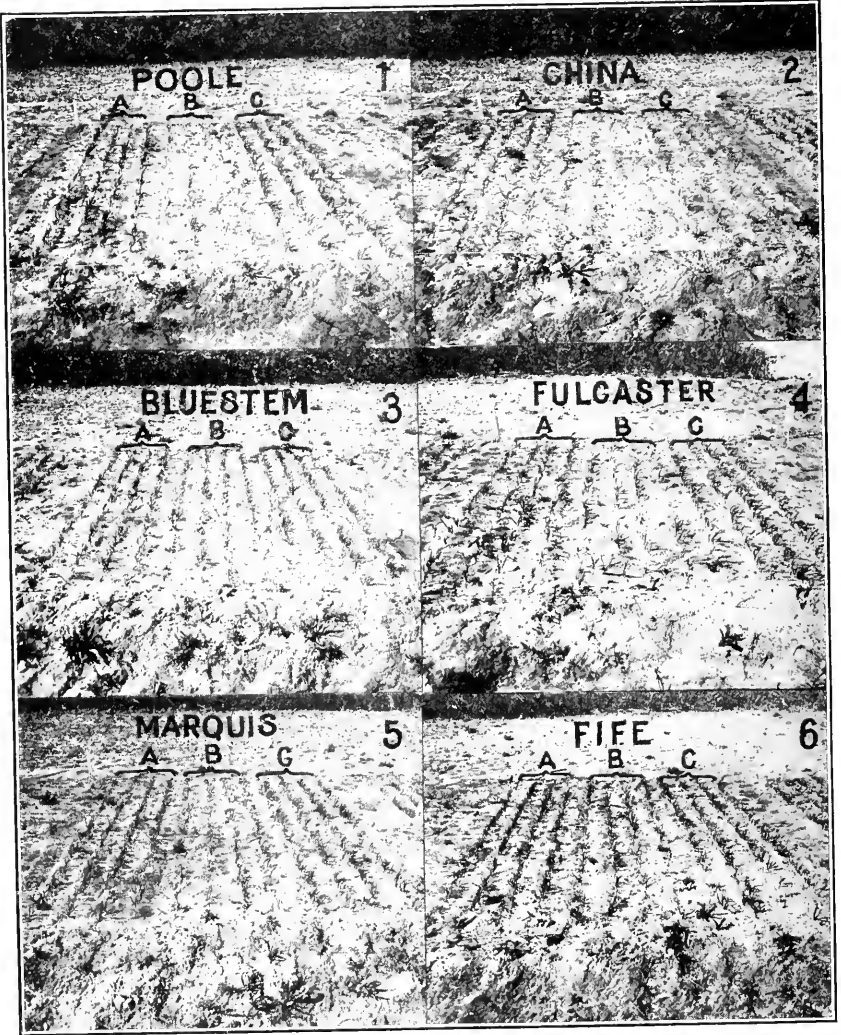 POOLE 1
A B C
CHINA 2
A B C
BLUESTEM 3
A B C
FULCASTER 4
A B C
MARQUIS 5
A B C
FIFE 6
A B C